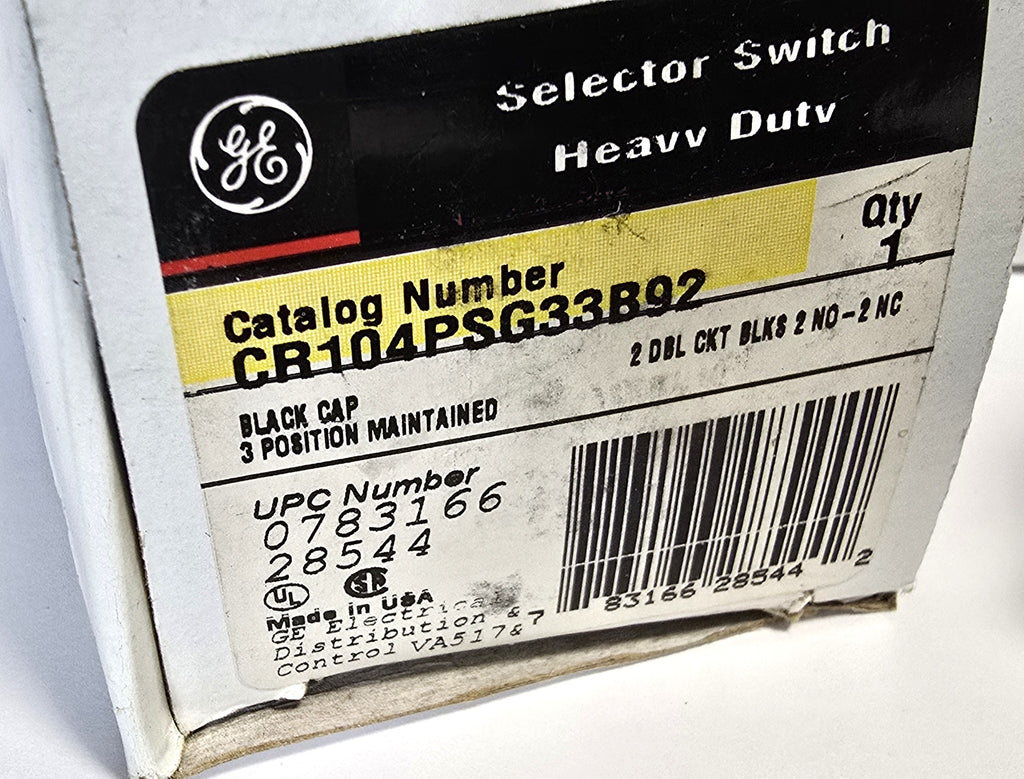 GE
Selector Switch
Heavy Duty
Qty
1
Catalog Number
CR104PSG33B92
2 DBL CKT BLKS 2 NO-2 NC
BLACK CAP
3 POSITION MAINTAINED
UPC Number
0783166
28544
UL SA
Made in USA
GE Electrical
Distribution &
Control VA517&
7 83166 28544 2